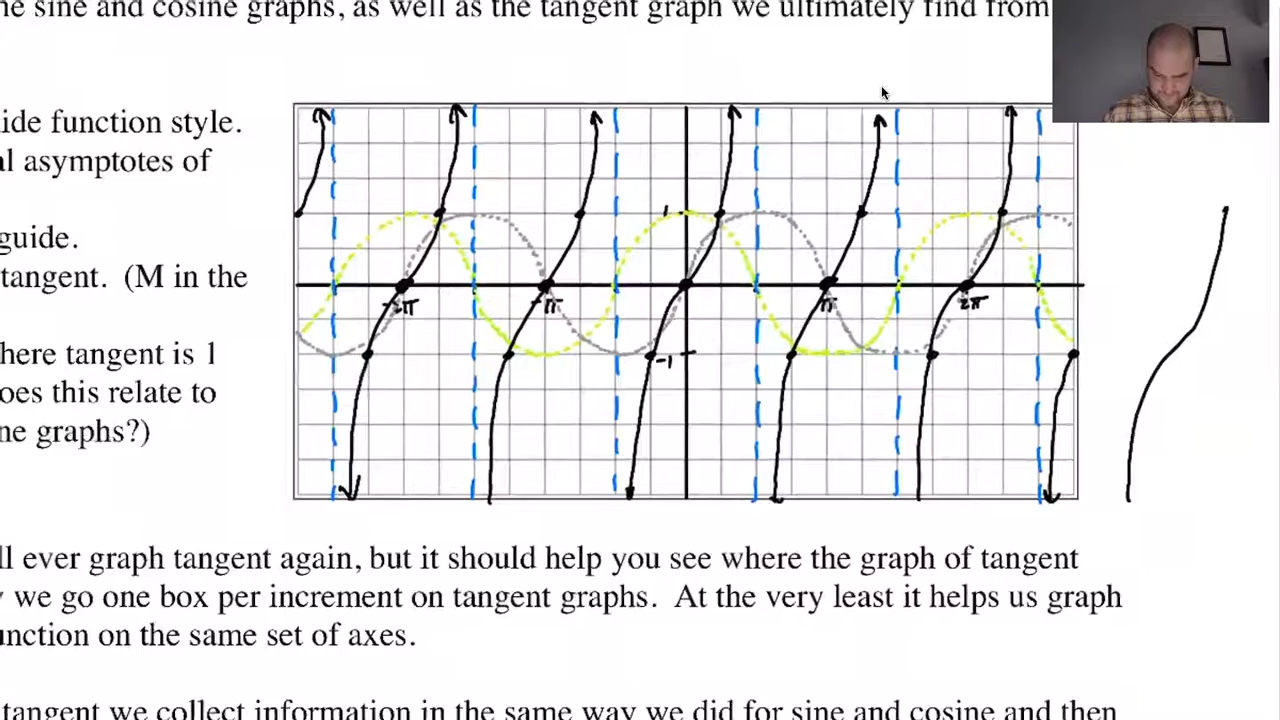 ne sine and cosine graphs, as well as the tangent graph we ultimately find from
ide function style.
al asymptotes of
guide.
tangent. (M in the
here tangent is 1
oes this relate to
ne graphs?)
1
-2π -π π 2π
-1
ll ever graph tangent again, but it should help you see where the graph of tangent
we go one box per increment on tangent graphs. At the very least it helps us graph
unction on the same set of axes.
tangent we collect information in the same way we did for sine and cosine and then